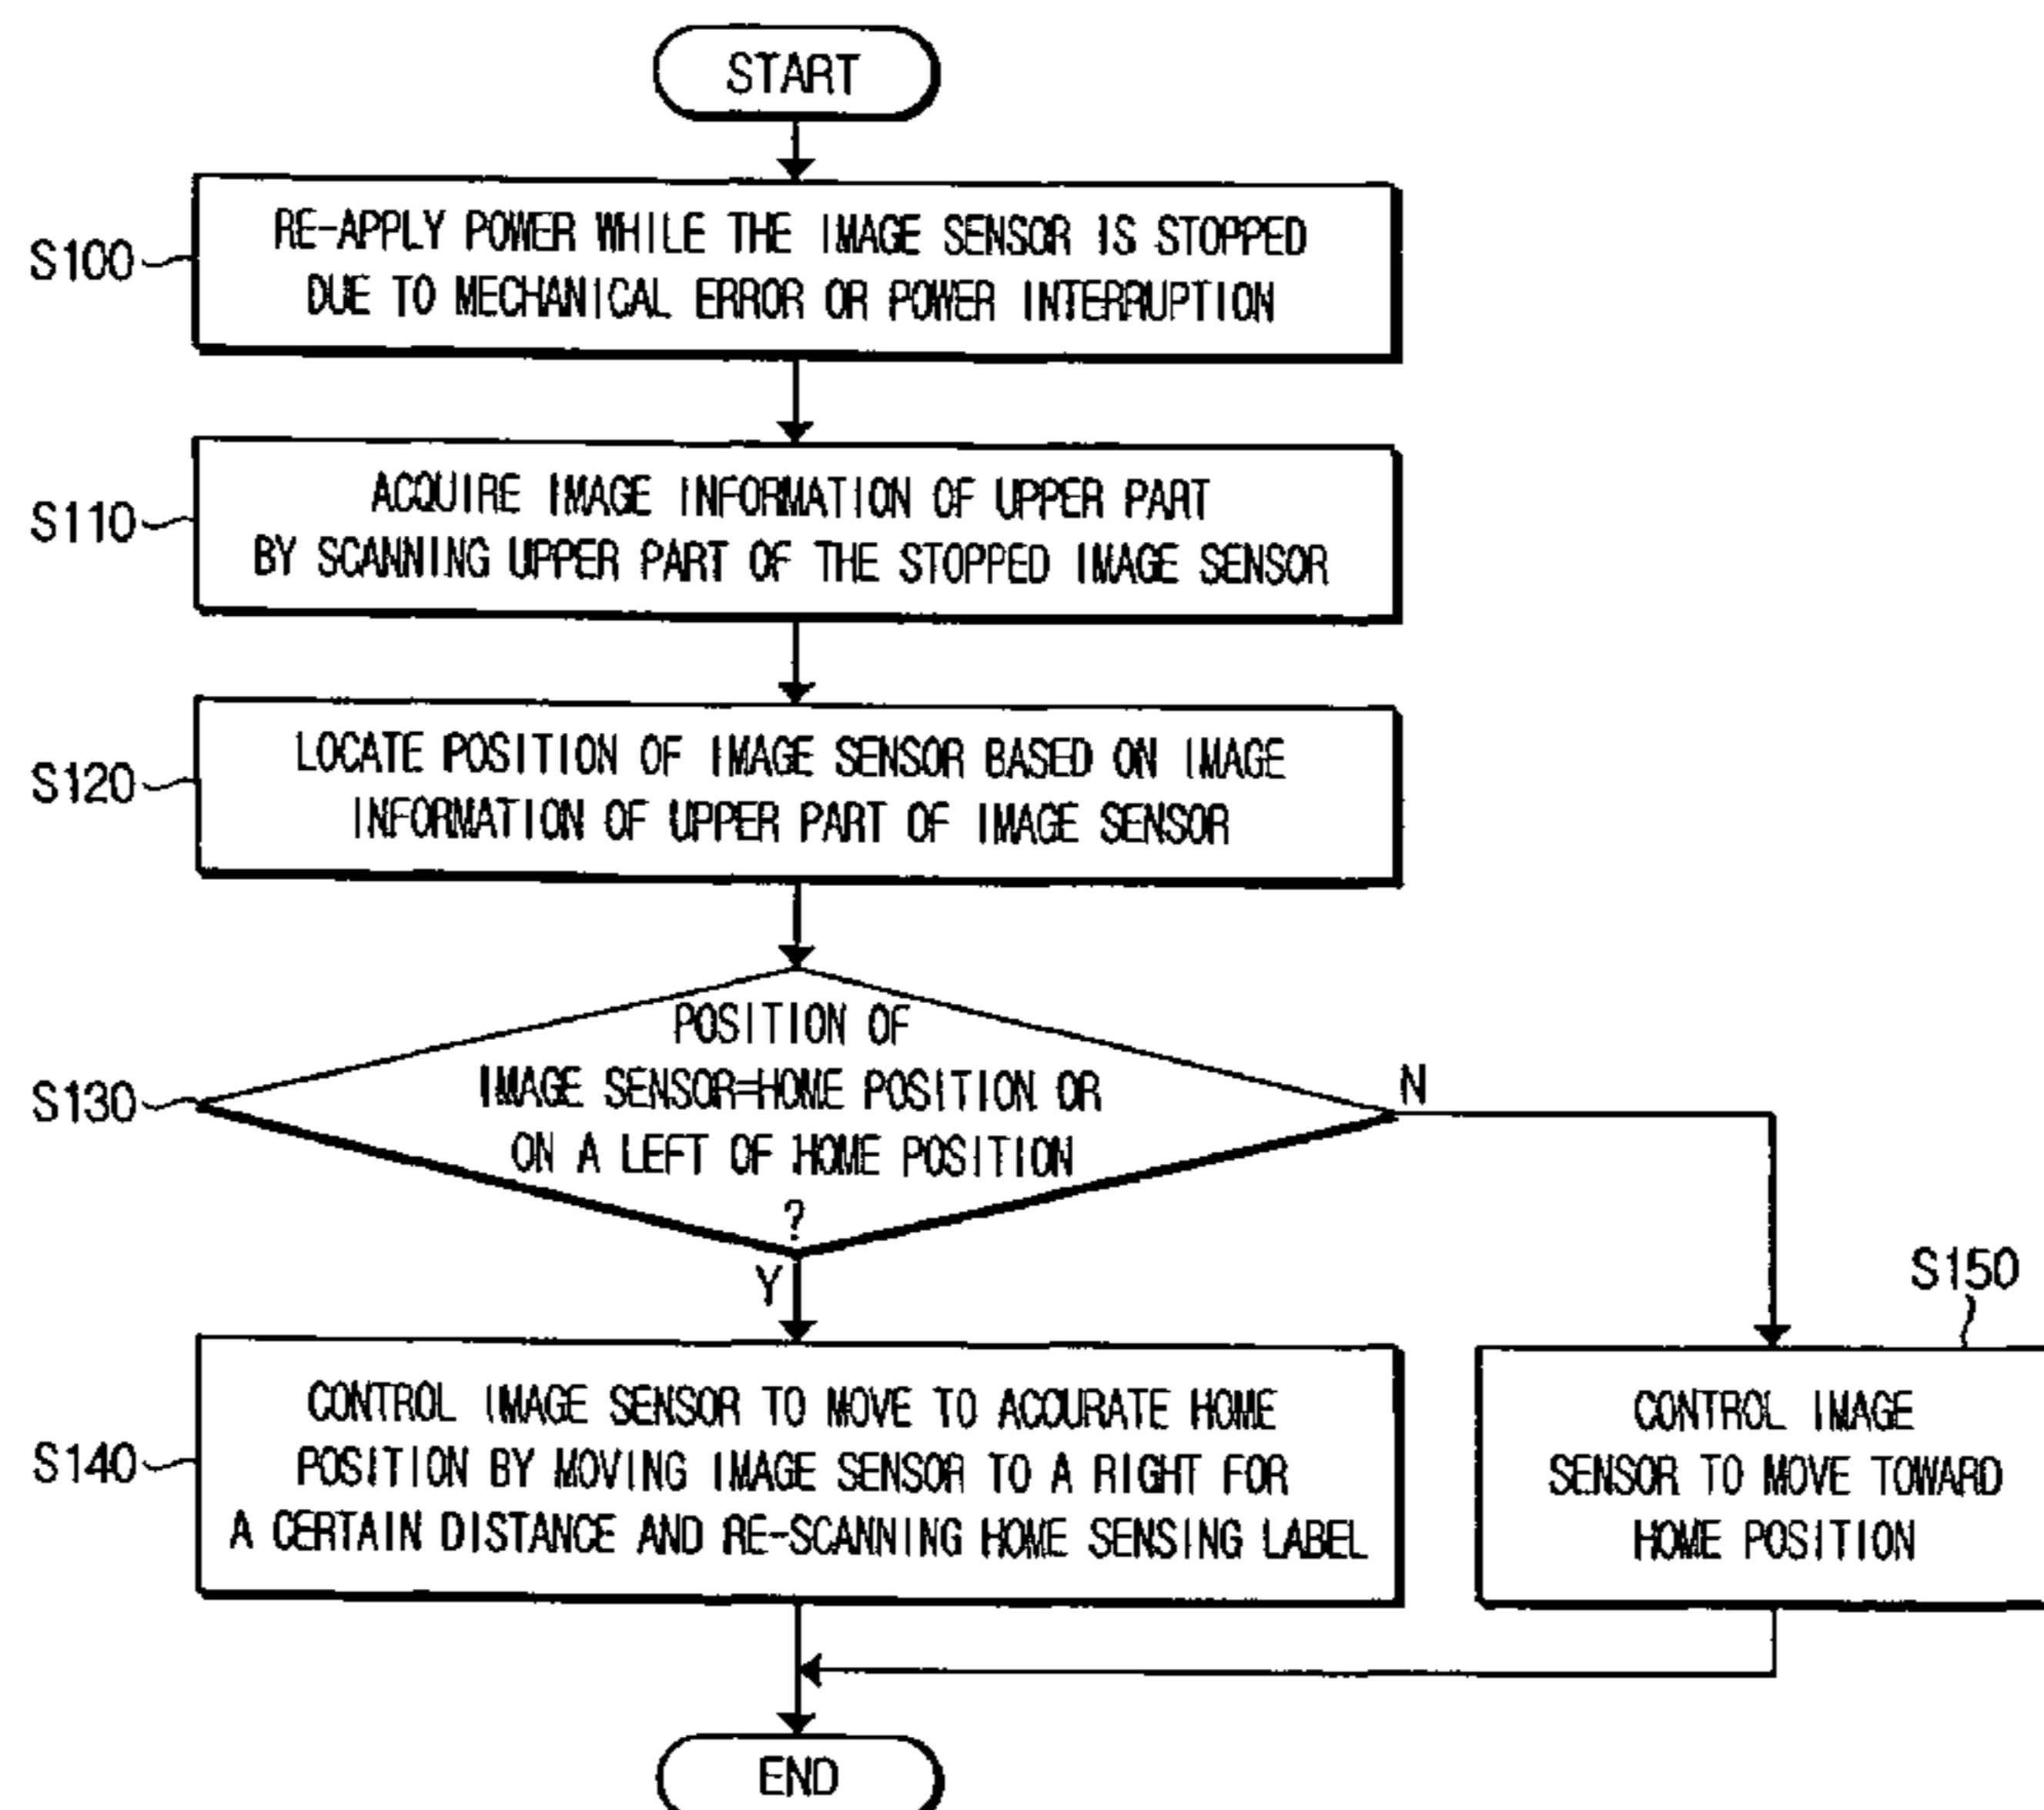 START
S100
RE-APPLY POWER WHILE THE IMAGE SENSOR IS STOPPED
DUE TO MECHANICAL ERROR OR POWER INTERRUPTION
S110
ACQUIRE IMAGE INFORMATION OF UPPER PART
BY SCANNING UPPER PART OF THE STOPPED IMAGE SENSOR
S120
LOCATE POSITION OF IMAGE SENSOR BASED ON IMAGE
INFORMATION OF UPPER PART OF IMAGE SENSOR
S130
POSITION OF
IMAGE SENSOR=HOME POSITION OR
ON A LEFT OF HOME POSITION
?
N
Y
S140
CONTROL IMAGE SENSOR TO MOVE TO ACCURATE HOME
POSITION BY MOVING IMAGE SENSOR TO A RIGHT FOR
A CERTAIN DISTANCE AND RE-SCANNING HOME SENSING LABEL
S150
CONTROL IMAGE
SENSOR TO MOVE TOWARD
HOME POSITION
END